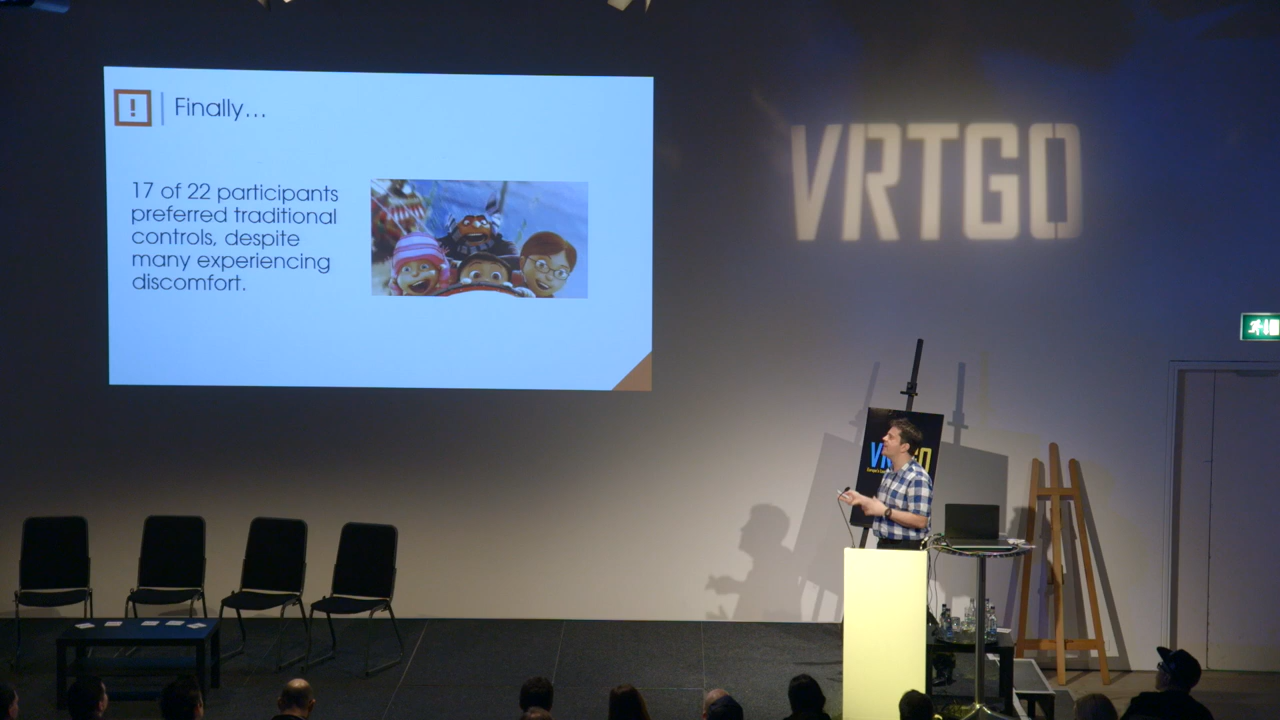 ! Finally...
17 of 22 participants
preferred traditional
controls, despite
many experiencing
discomfort.
VRTGO